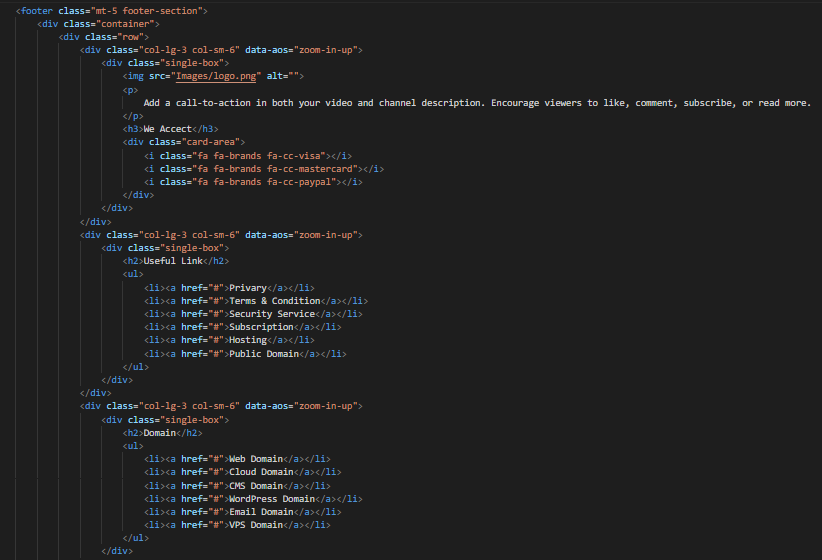 <footer class="mt-5 footer-section">
<div class="container">
<div class="row">
<div class="col-lg-3 col-sm-6" data-aos="zoom-in-up">
<div class="single-box">
<img src="Images/logo.png" alt="">
<p>
Add a call-to-action in both your video and channel description. Encourage viewers to like, comment, subscribe, or read more.
</p>
<h3>We Accect</h3>
<div class="card-area">
<i class="fa fa-brands fa-cc-visa"></i>
<i class="fa fa-brands fa-cc-mastercard"></i>
<i class="fa fa-brands fa-cc-paypal"></i>
</div>
</div>
</div>
<div class="col-lg-3 col-sm-6" data-aos="zoom-in-up">
<div class="single-box">
<h2>Useful Link</h2>
<ul>
<li><a href="#">Privary</a></li>
<li><a href="#">Terms & Condition</a></li>
<li><a href="#">Security Service</a></li>
<li><a href="#">Subscription</a></li>
<li><a href="#">Hosting</a></li>
<li><a href="#">Public Domain</a></li>
</ul>
</div>
</div>
<div class="col-lg-3 col-sm-6" data-aos="zoom-in-up">
<div class="single-box">
<h2>Domain</h2>
<ul>
<li><a href="#">Web Domain</a></li>
<li><a href="#">Cloud Domain</a></li>
<li><a href="#">CMS Domain</a></li>
<li><a href="#">WordPress Domain</a></li>
<li><a href="#">Email Domain</a></li>
<li><a href="#">VPS Domain</a></li>
</ul>
</div>